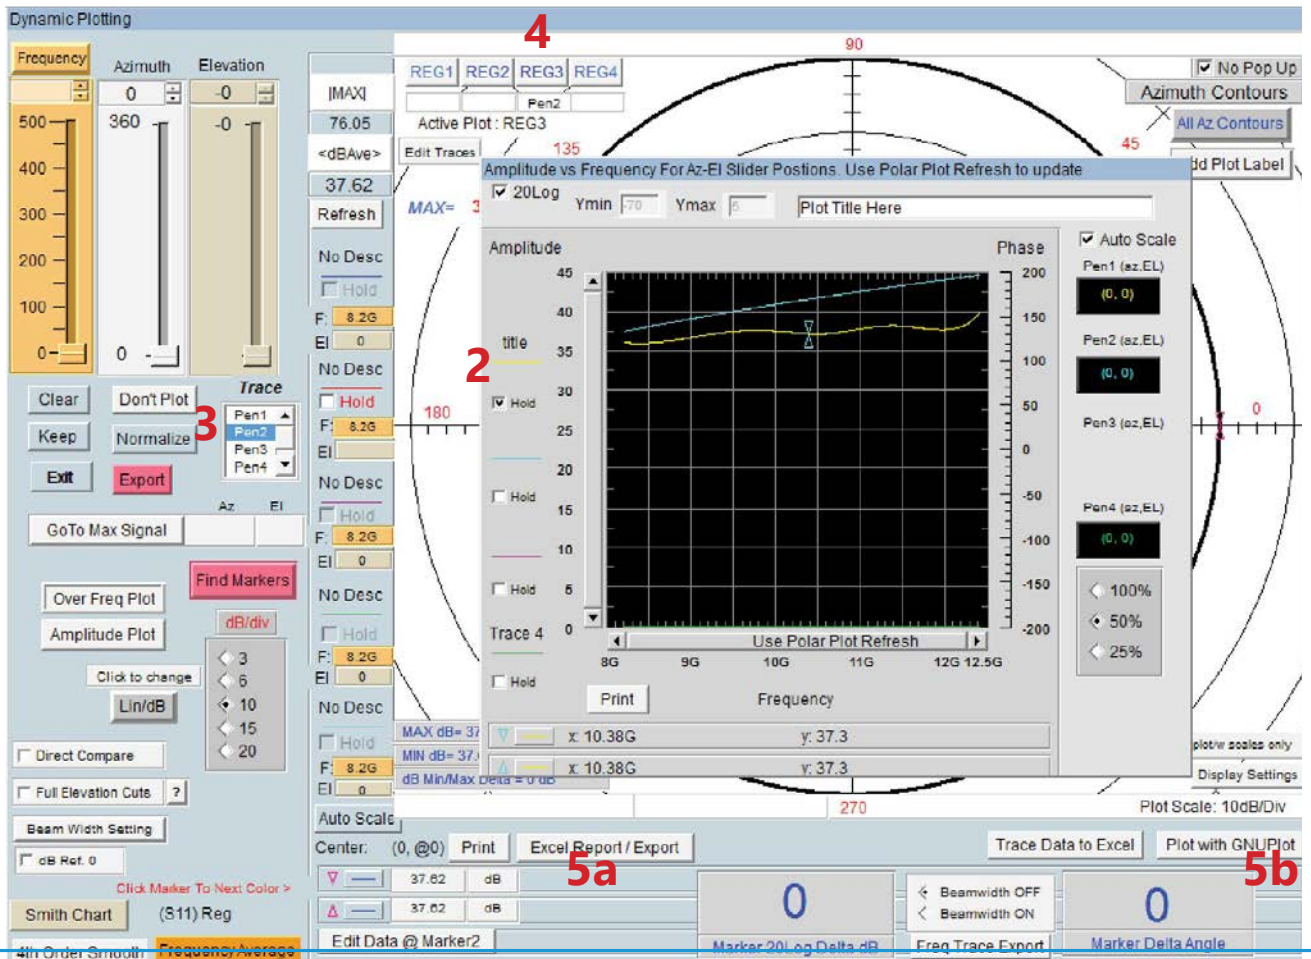 Dynamic Plotting
Frequency
Azimuth
Elevation
0
-0
500
400
300
200
100
0
360
0
-0
Clear
Don't Plot
Keep
Normalize
Exit
Export
3
Trace
Pen1
Pen2
Pen3
Pen4
Az El
GoTo Max Signal
Find Markers
Over Freq Plot
Amplitude Plot
dB/div
3
6
10
15
20
Click to change
Lin/dB
Direct Compare
Full Elevation Cuts ?
Beam Width Setting
dB Ref. 0
Click Marker To Next Color >
Smith Chart (S11) Reg
4th Order Smooth Frequency Average
|MAX|
76.05
<dBAve>
37.62
Refresh
No Desc
Hold
F: 8.2G
El 0
No Desc
Hold
F: 8.2G
El
No Desc
Hold
F: 8.2G
El 0
No Desc
Hold
F: 8.2G
El 0
No Desc
Hold
F: 8.2G
El 0
Auto Scale
4
REG1 REG2 REG3 REG4
Pen2
Active Plot : REG3
Edit Traces
MAX= 3
90
135
45
180
0
270
No Pop Up
Azimuth Contours
All Az Contours
dd Plot Label
Amplitude vs Frequency For Az-El Slider Postions. Use Polar Plot Refresh to update
20Log Ymin -70 Ymax 5 Plot Title Here
Amplitude
Phase
45
40
35
30
25
20
15
10
5
0
200
150
100
50
0
-50
-100
-150
-200
title
2
Hold
Hold
Hold
Trace 4
Hold
Use Polar Plot Refresh
8G 9G 10G 11G 12G 12.5G
Print
Frequency
x: 10.38G y: 37.3
x: 10.38G y: 37.3
Auto Scale
Pen1 (az,EL)
(0, 0)
Pen2 (az,EL)
(0, 0)
Pen3 (az,EL)
Pen4 (az,EL)
(0, 0)
100%
50%
25%
MAX dB= 37
MIN dB= 37.
dB Min/Max Delta = 0 dB
plot/w scales only
Display Settings
Plot Scale: 10dB/Div
Center: (0, @0) Print Excel Report / Export
5a
Trace Data to Excel Plot with GNUPlot
5b
37.62 dB
37.62 dB
Edit Data @ Marker2
0
Marker 20Log Delta dB
Beamwidth OFF
Beamwidth ON
Freq Trace Export
0
Marker Delta Angle